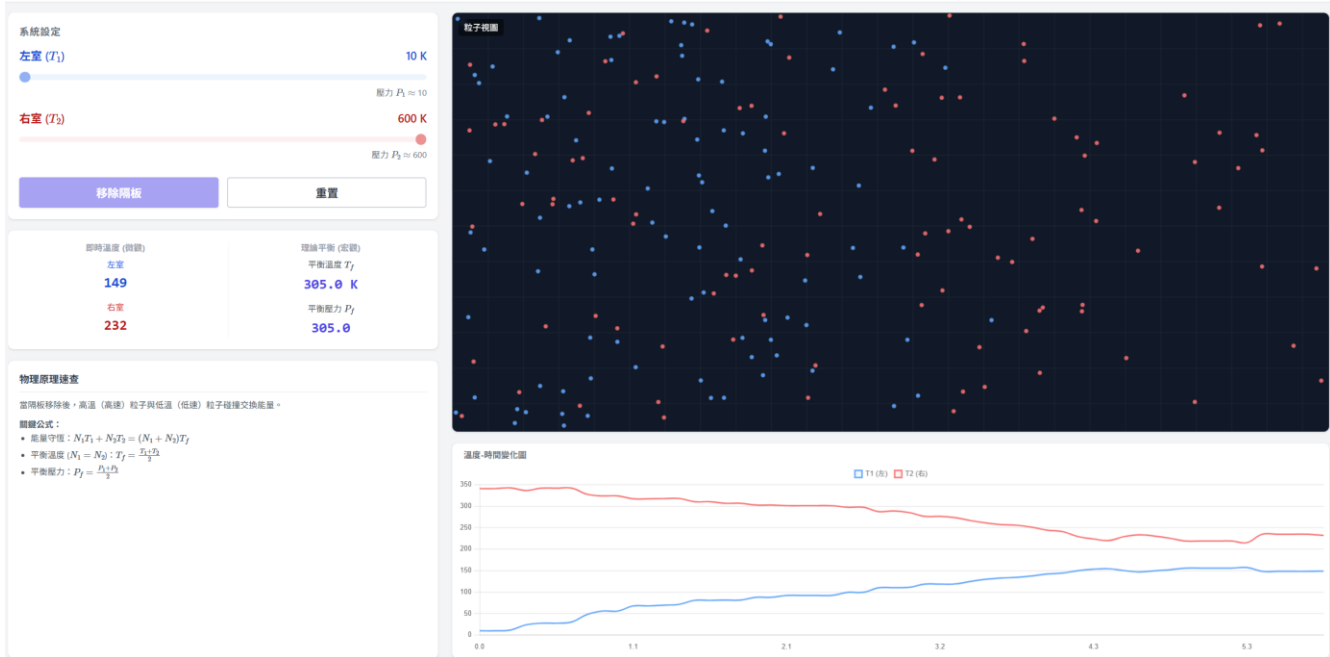 系統設定
左室 (T₁) 10 K
壓力 P₁ ≈ 10
右室 (T₂) 600 K
壓力 P₂ ≈ 600
移除隔板 重置
即時溫度 (微觀)
左室
149
右室
232
理論平衡 (宏觀)
平衡溫度 T_f
305.0 K
平衡壓力 P_f
305.0
物理原理速查
當隔板移除後，高溫（高速）粒子與低溫（低速）粒子碰撞交換能量。
關鍵公式：
• 能量守恆：N₁T₁ + N₂T₂ = (N₁ + N₂)T_f
• 平衡溫度 (N₁ = N₂)：T_f = (T₁+T₂)/2
• 平衡壓力：P_f = (P₁+P₂)/2
粒子視圖
溫度-時間變化圖
T1 (左) T2 (右)
350
300
250
200
150
100
50
0
0.0 1.1 2.1 3.2 4.3 5.3